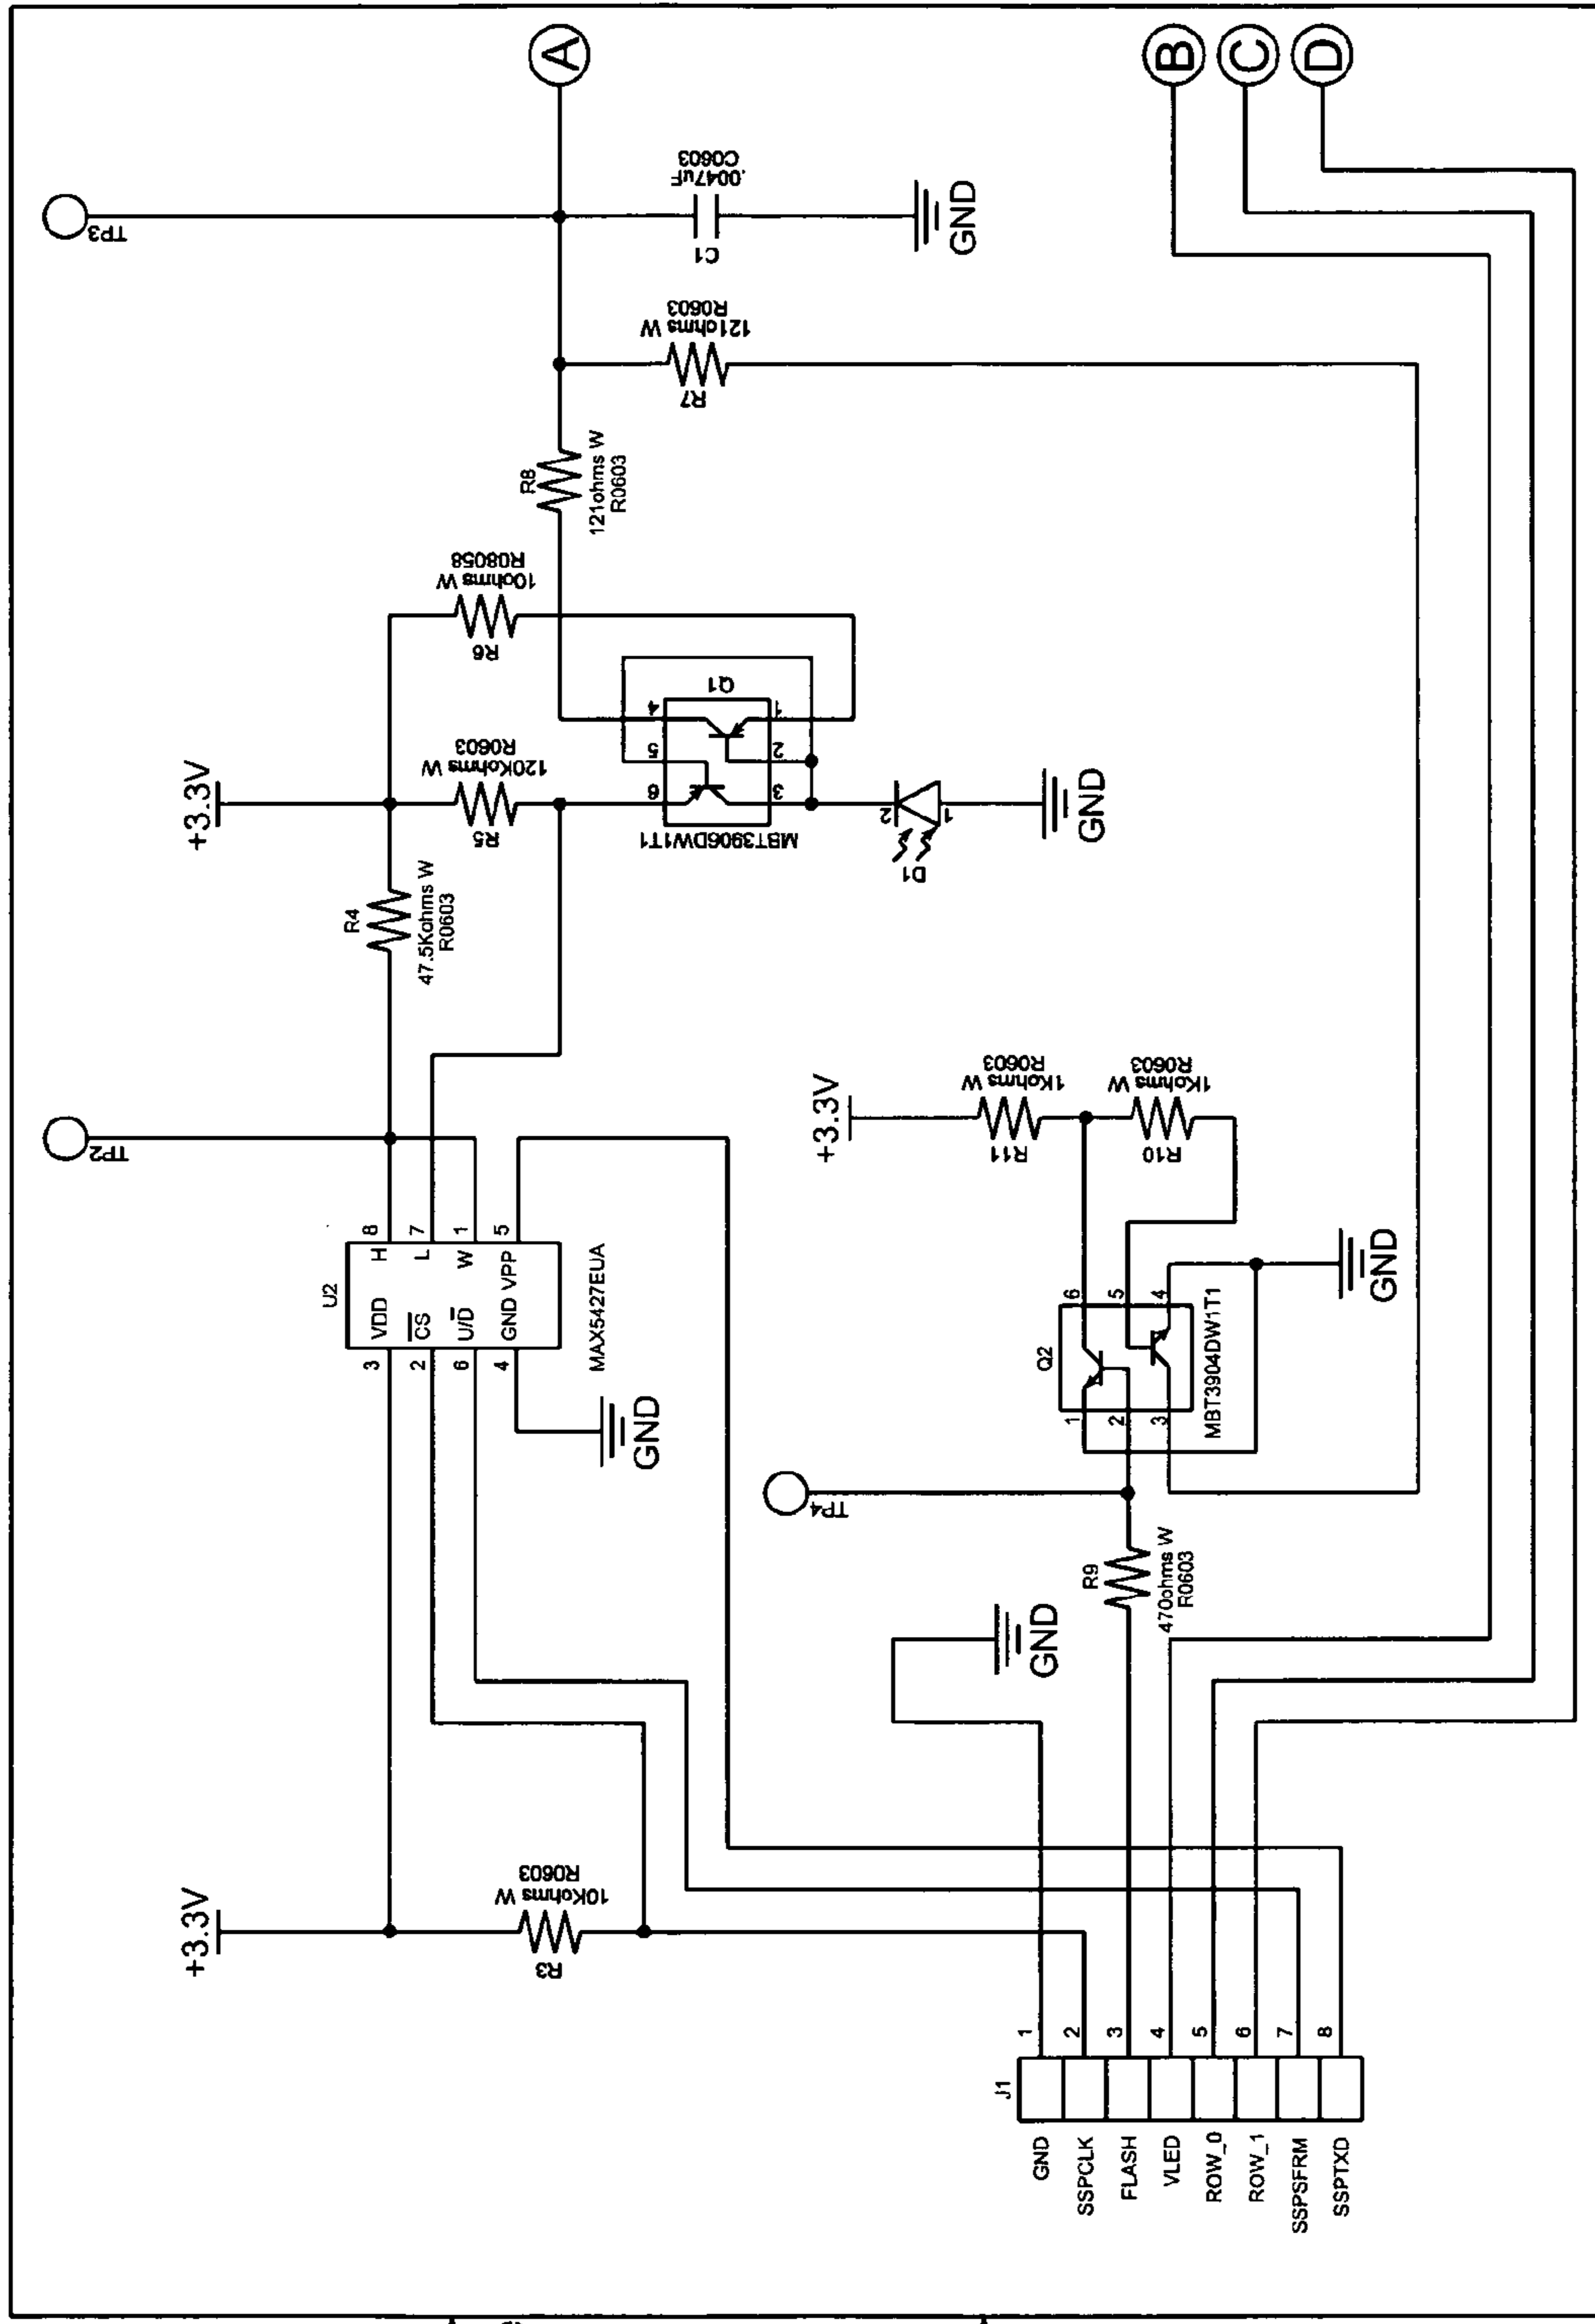 A
B
C
D
TP3
.0047uF
C0603
C1
GND
121ohms W
R0603
R7
R8
121ohms W
R0603
10ohms W
R08058
R6
+3.3V
120Kohms W
R0603
R5
Q1
4
1
5
2
6
3
MBT3906DW1T1
2
1
D1
GND
R4
47.5Kohms W
R0603
TP2
U2
VDD H
CS L
U/D W
GND VPP
3
2
6
4
8
7
1
5
MAX5427EUA
GND
+3.3V
1Kohms W
R0603
R11
1Kohms W
R0603
R10
Q2
1
2
3
6
5
4
MBT3904DW1T1
GND
TP4
R9
470ohms W
R0603
GND
+3.3V
10Kohms W
R0603
R3
J1
GND 1
SSPCLK 2
FLASH 3
VLED 4
ROW_0 5
ROW_1 6
SSPSFRM 7
SSPTXD 8